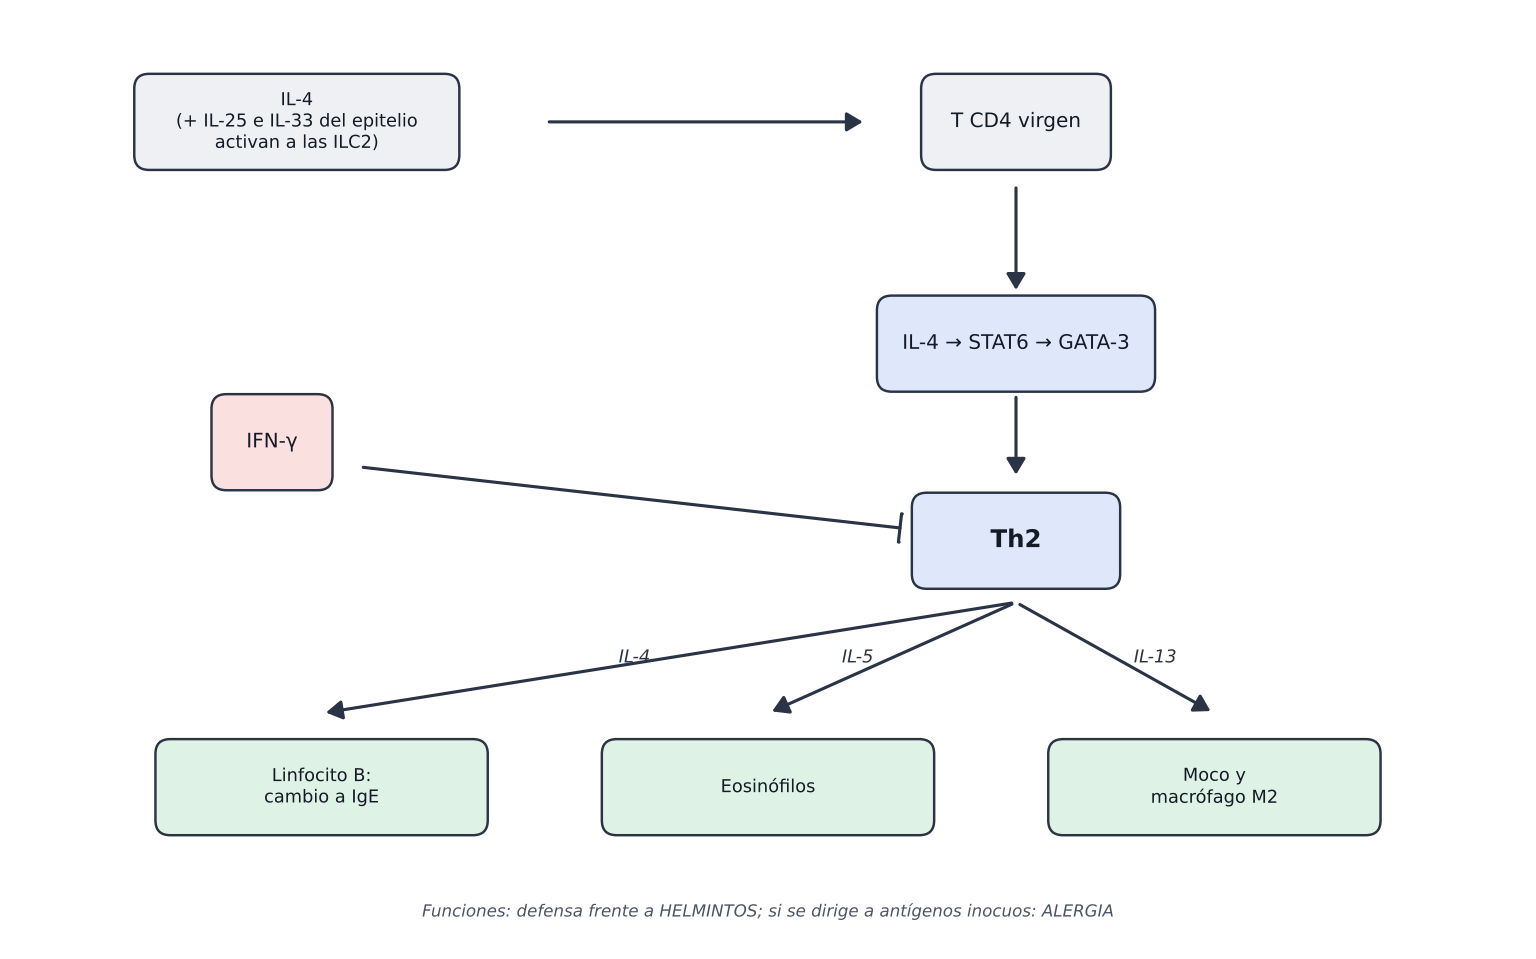 IL-4
(+ IL-25 e IL-33 del epitelio
activan a las ILC2)
T CD4 virgen
IL-4 → STAT6 → GATA-3
IFN-γ
Th2
IL-4
IL-5
IL-13
Linfocito B:
cambio a IgE
Eosinófilos
Moco y
macrófago M2
Funciones: defensa frente a HELMINTOS; si se dirige a antígenos inocuos: ALERGIA